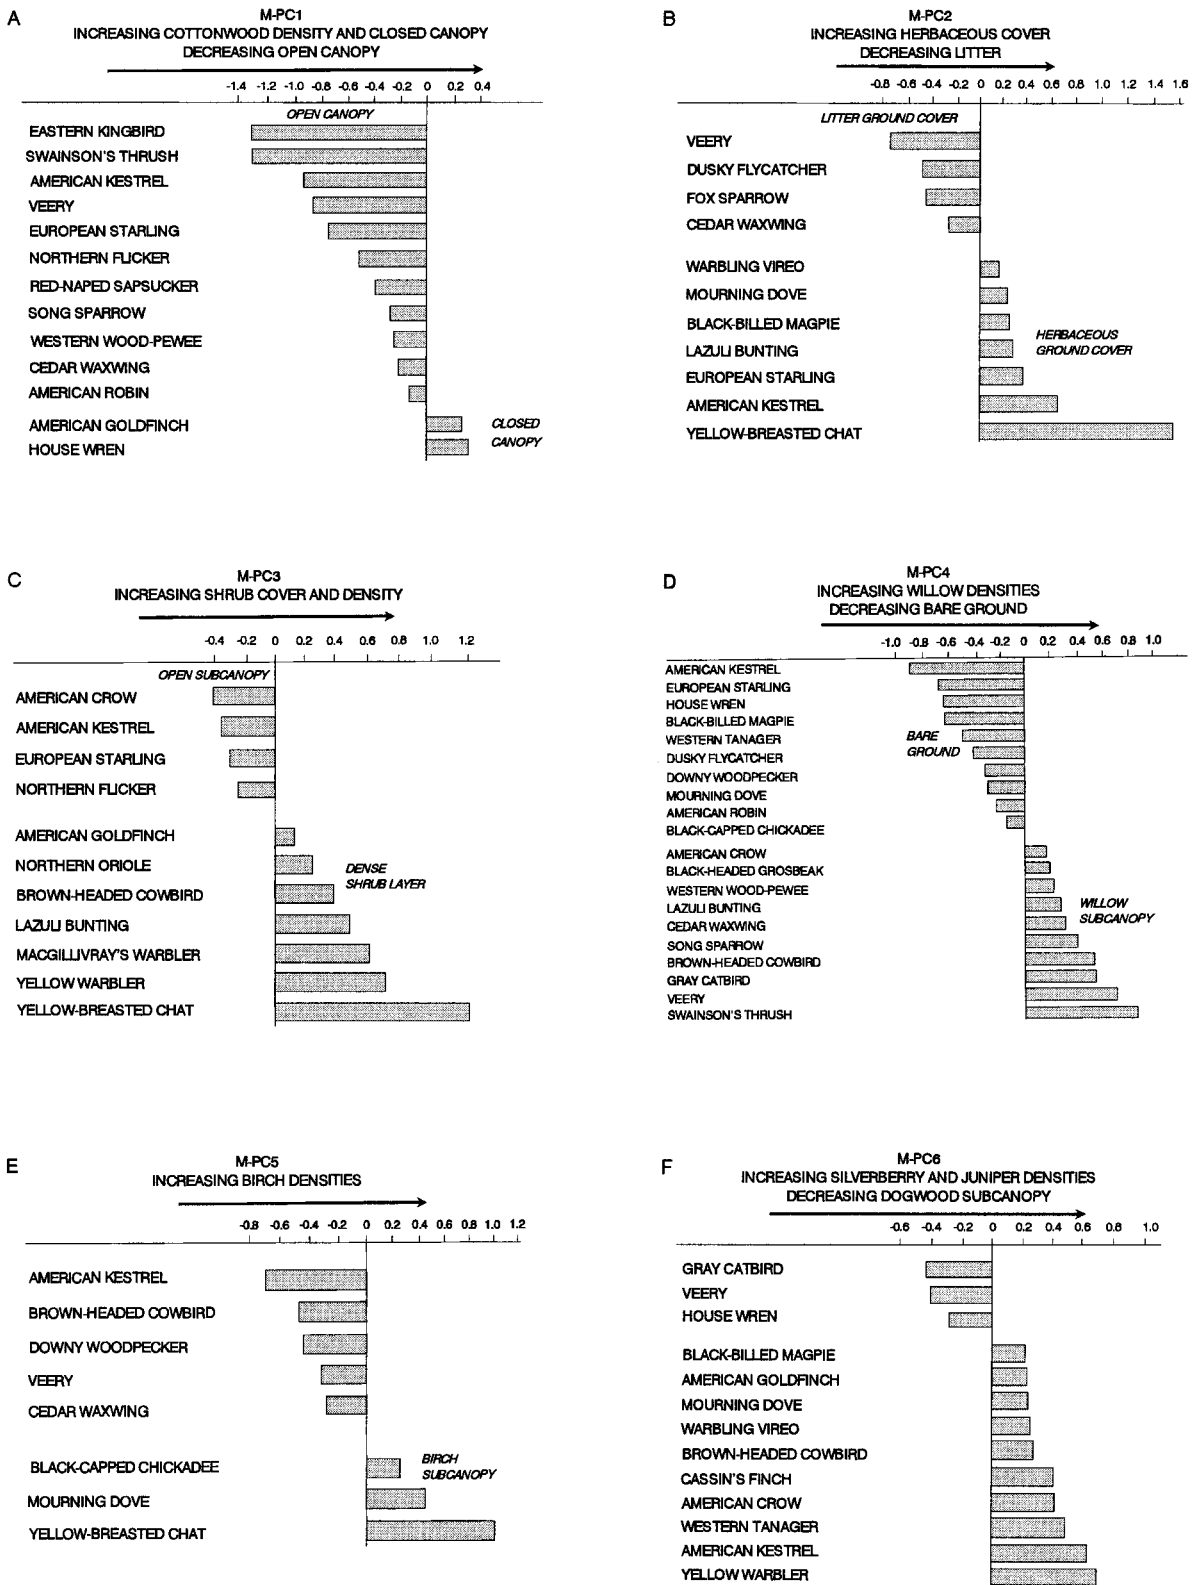 A
M-PC1
INCREASING COTTONWOOD DENSITY AND CLOSED CANOPY
DECREASING OPEN CANOPY
-1.4 -1.2 -1.0 -0.8 -0.6 -0.4 -0.2 0 0.2 0.4
OPEN CANOPY
EASTERN KINGBIRD
SWAINSON'S THRUSH
AMERICAN KESTREL
VEERY
EUROPEAN STARLING
NORTHERN FLICKER
RED-NAPED SAPSUCKER
SONG SPARROW
WESTERN WOOD-PEWEE
CEDAR WAXWING
AMERICAN ROBIN
AMERICAN GOLDFINCH
HOUSE WREN
CLOSED
CANOPY
B
M-PC2
INCREASING HERBACEOUS COVER
DECREASING LITTER
-0.8 -0.6 -0.4 -0.2 0 0.2 0.4 0.6 0.8 1.0 1.2 1.4 1.6
LITTER GROUND COVER
VEERY
DUSKY FLYCATCHER
FOX SPARROW
CEDAR WAXWING
WARBLING VIREO
MOURNING DOVE
BLACK-BILLED MAGPIE
LAZULI BUNTING
EUROPEAN STARLING
AMERICAN KESTREL
YELLOW-BREASTED CHAT
HERBACEOUS
GROUND COVER
C
M-PC3
INCREASING SHRUB COVER AND DENSITY
-0.4 -0.2 0 0.2 0.4 0.6 0.8 1.0 1.2
OPEN SUBCANOPY
AMERICAN CROW
AMERICAN KESTREL
EUROPEAN STARLING
NORTHERN FLICKER
AMERICAN GOLDFINCH
NORTHERN ORIOLE
BROWN-HEADED COWBIRD
LAZULI BUNTING
MACGILLIVRAY'S WARBLER
YELLOW WARBLER
YELLOW-BREASTED CHAT
DENSE
SHRUB LAYER
D
M-PC4
INCREASING WILLOW DENSITIES
DECREASING BARE GROUND
-1.0 -0.8 -0.6 -0.4 -0.2 0 0.2 0.4 0.6 0.8 1.0
AMERICAN KESTREL
EUROPEAN STARLING
HOUSE WREN
BLACK-BILLED MAGPIE
WESTERN TANAGER
DUSKY FLYCATCHER
DOWNY WOODPECKER
MOURNING DOVE
AMERICAN ROBIN
BLACK-CAPPED CHICKADEE
BARE
GROUND
AMERICAN CROW
BLACK-HEADED GROSBEAK
WESTERN WOOD-PEWEE
LAZULI BUNTING
CEDAR WAXWING
SONG SPARROW
BROWN-HEADED COWBIRD
GRAY CATBIRD
VEERY
SWAINSON'S THRUSH
WILLOW
SUBCANOPY
E
M-PC5
INCREASING BIRCH DENSITIES
-0.8 -0.6 -0.4 -0.2 0 0.2 0.4 0.6 0.8 1.0 1.2
AMERICAN KESTREL
BROWN-HEADED COWBIRD
DOWNY WOODPECKER
VEERY
CEDAR WAXWING
BLACK-CAPPED CHICKADEE
MOURNING DOVE
YELLOW-BREASTED CHAT
BIRCH
SUBCANOPY
F
M-PC6
INCREASING SILVERBERRY AND JUNIPER DENSITIES
DECREASING DOGWOOD SUBCANOPY
-0.6 -0.4 -0.2 0 0.2 0.4 0.6 0.8 1.0
GRAY CATBIRD
VEERY
HOUSE WREN
BLACK-BILLED MAGPIE
AMERICAN GOLDFINCH
MOURNING DOVE
WARBLING VIREO
BROWN-HEADED COWBIRD
CASSIN'S FINCH
AMERICAN CROW
WESTERN TANAGER
AMERICAN KESTREL
YELLOW WARBLER